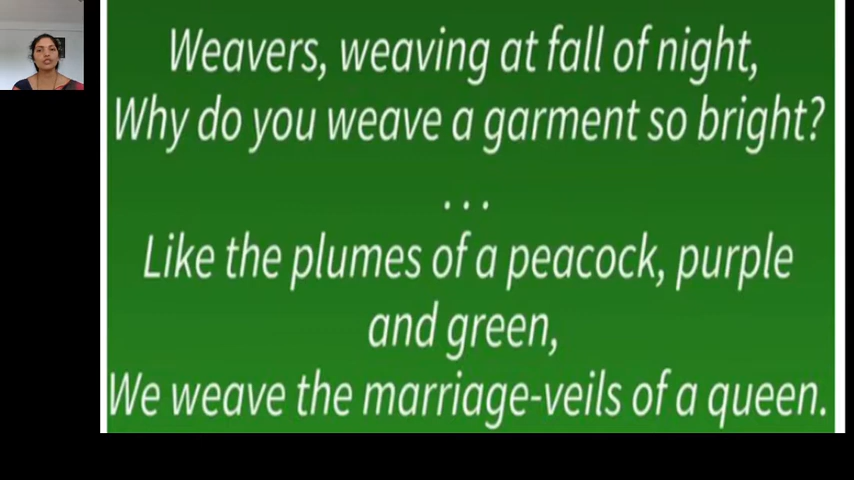 Weavers, weaving at fall of night,
Why do you weave a garment so bright?
. . .
Like the plumes of a peacock, purple
and green,
We weave the marriage-veils of a queen.